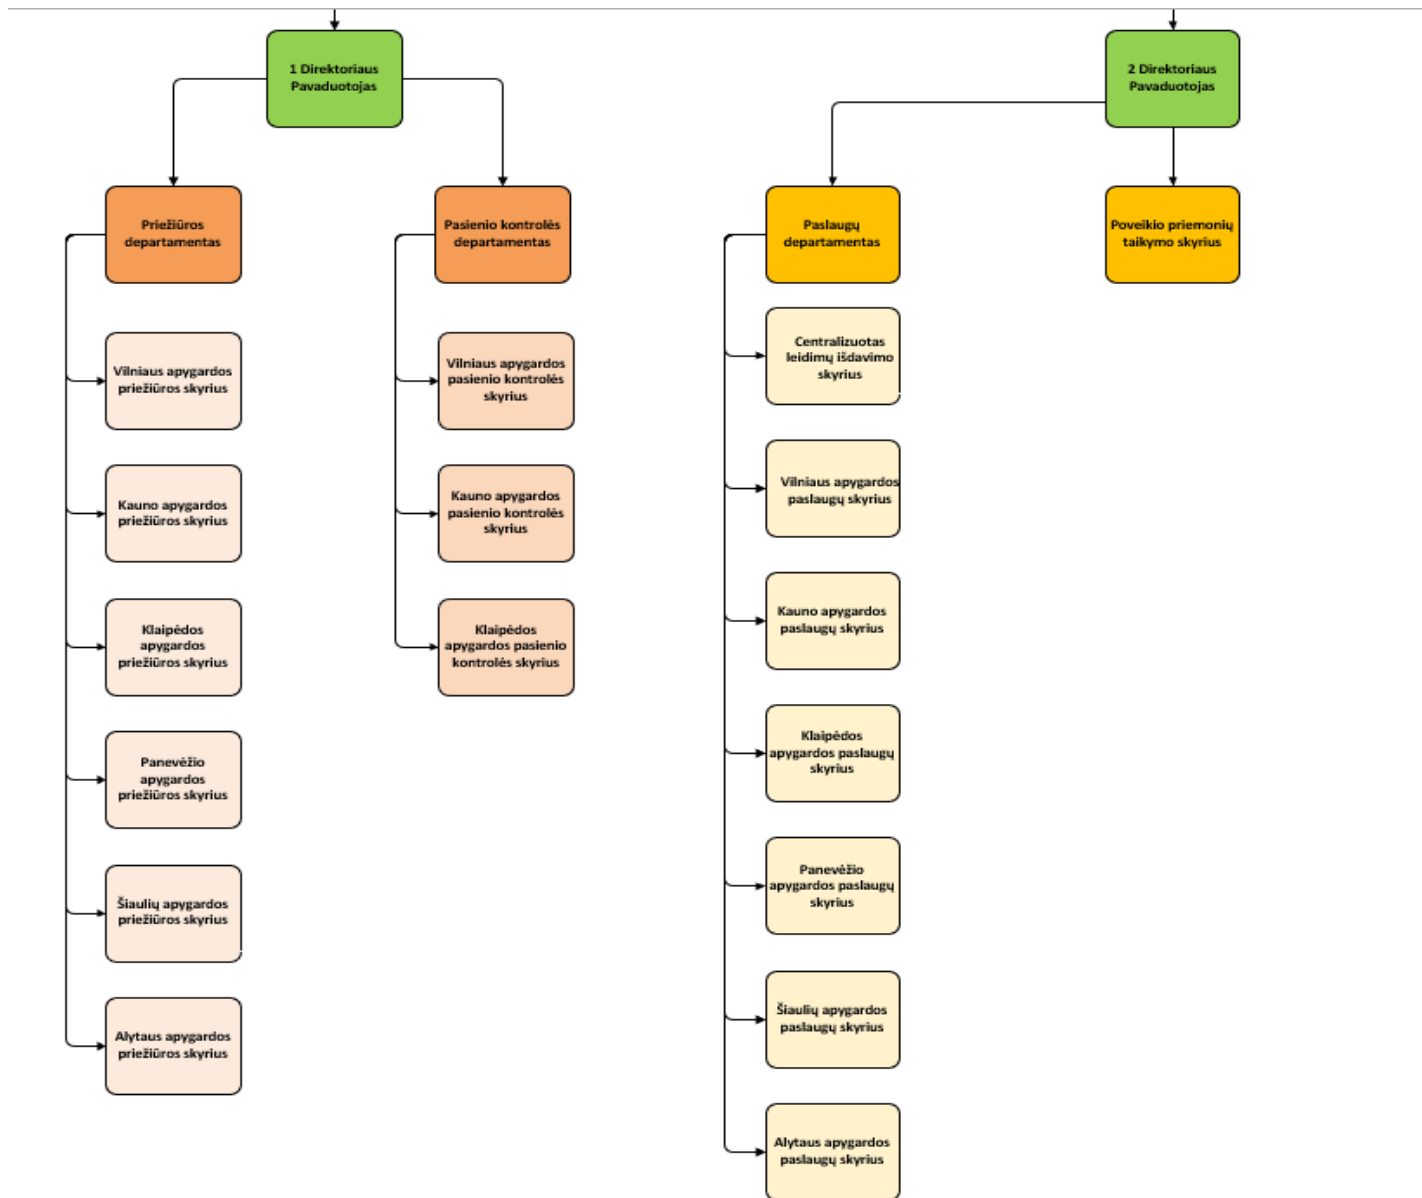 1 Direktoriaus
Pavaduotojas
2 Direktoriaus
Pavaduotojas
Priežiūros
departamentas
Pasienio kontrolės
departamentas
Paslaugų
departamentas
Poveikio priemonių
taikymo skyrius
Vilniaus apygardos
priežiūros skyrius
Kauno apygardos
priežiūros skyrius
Klaipėdos
apygardos
priežiūros skyrius
Panevėžio
apygardos
priežiūros skyrius
Šiaulių apygardos
priežiūros skyrius
Alytaus apygardos
priežiūros skyrius
Vilniaus apygardos
pasienio kontrolės
skyrius
Kauno apygardos
pasienio kontrolės
skyrius
Klaipėdos
apygardos pasienio
kontrolės skyrius
Centralizuotas
leidimų išdavimo
skyrius
Vilniaus apygardos
paslaugų skyrius
Kauno apygardos
paslaugų skyrius
Klaipėdos
apygardos paslaugų
skyrius
Panevėžio
apygardos paslaugų
skyrius
Šiaulių apygardos
paslaugų skyrius
Alytaus apygardos
paslaugų skyrius